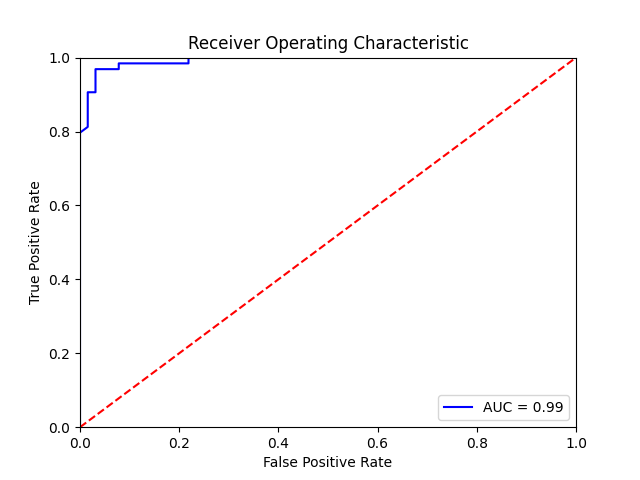 Receiver Operating Characteristic
True Positive Rate
1.0
0.8
0.6
0.4
0.2
0.0
AUC = 0.99
0.0 0.2 0.4 0.6 0.8 1.0
False Positive Rate